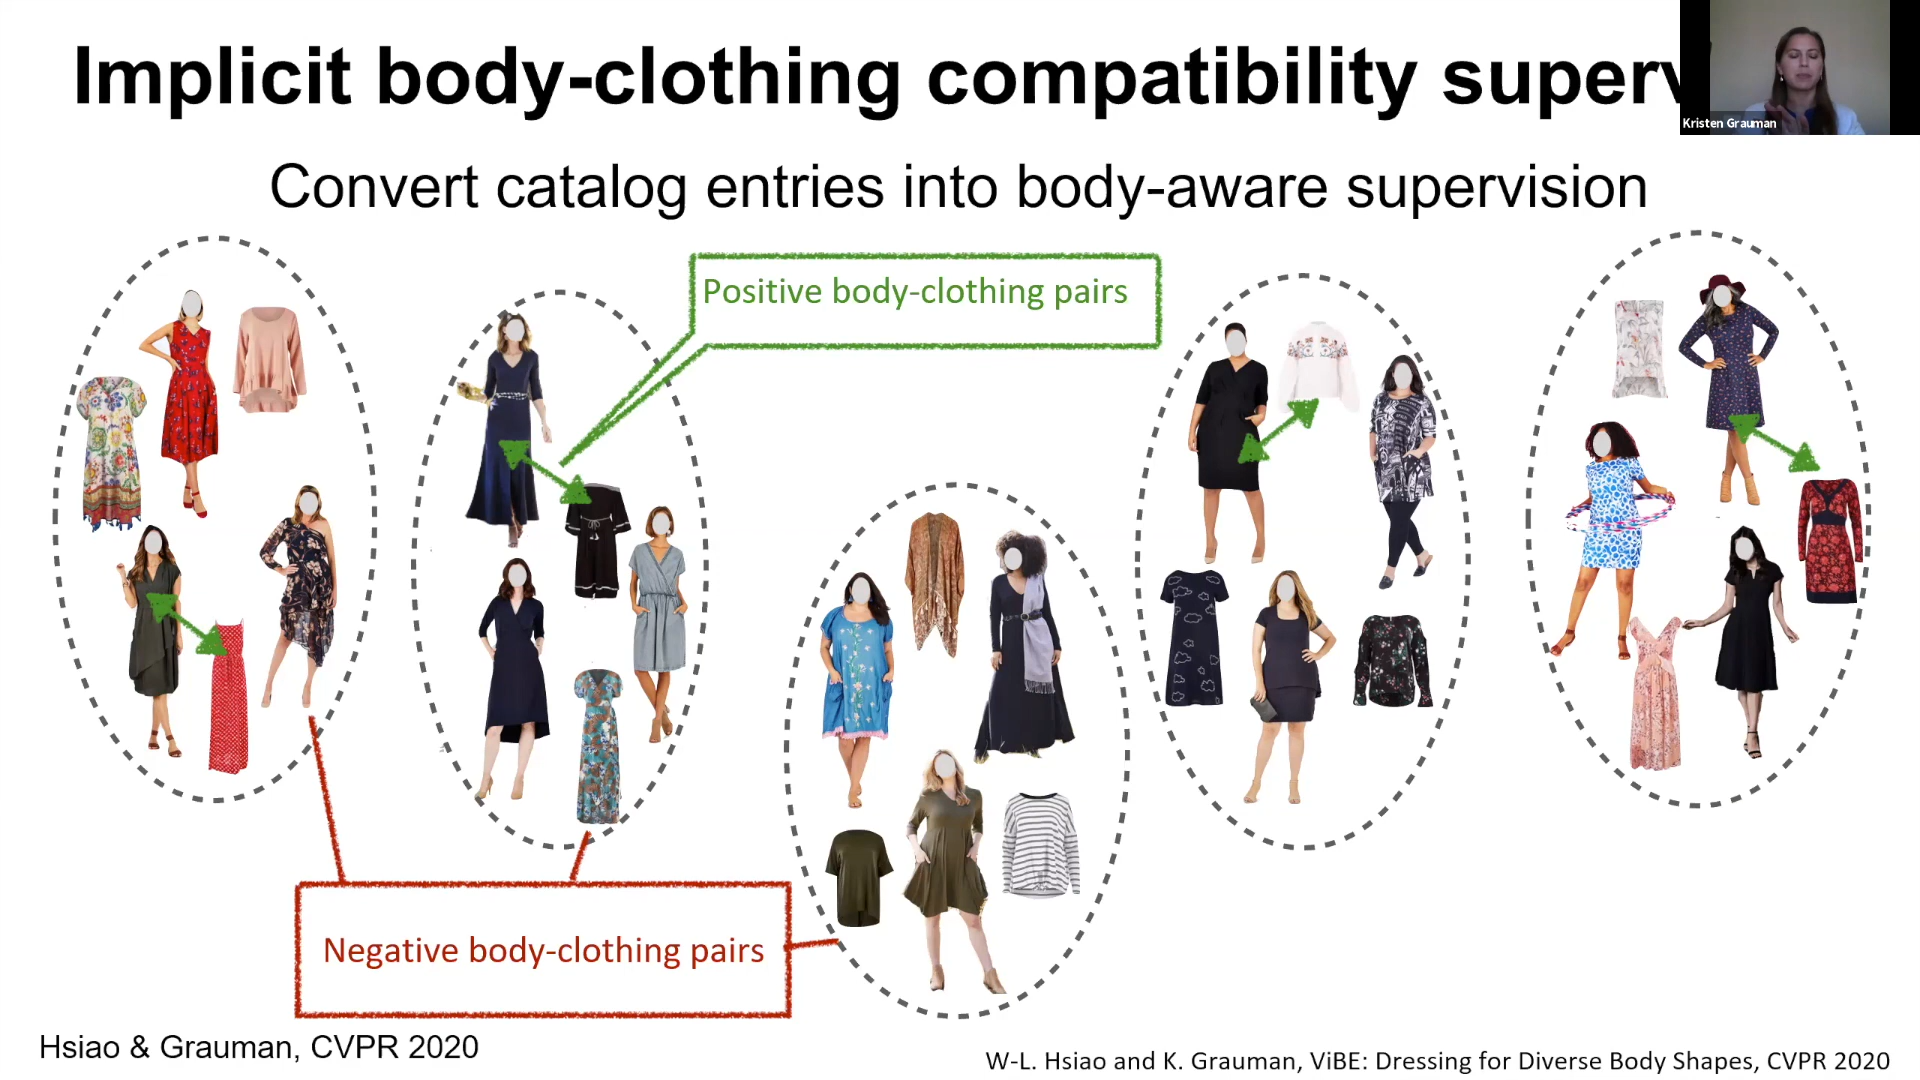 Implicit body-clothing compatibility superv
Kristen Grauman
Convert catalog entries into body-aware supervision
Positive body-clothing pairs
Negative body-clothing pairs
Hsiao & Grauman, CVPR 2020
W-L. Hsiao and K. Grauman, ViBE: Dressing for Diverse Body Shapes, CVPR 2020